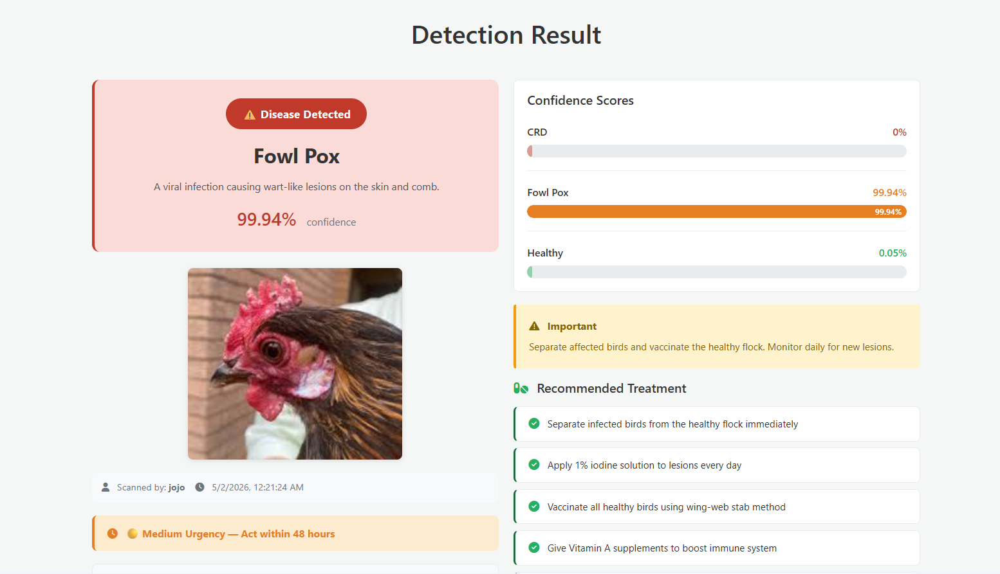 Detection Result
Disease Detected
Fowl Pox
A viral infection causing wart-like lesions on the skin and comb.
99.94% confidence
Scanned by: jojo 5/2/2026, 12:21:24 AM
Medium Urgency — Act within 48 hours
Confidence Scores
CRD 0%
Fowl Pox 99.94%
99.94%
Healthy 0.05%
Important
Separate affected birds and vaccinate the healthy flock. Monitor daily for new lesions.
Recommended Treatment
Separate infected birds from the healthy flock immediately
Apply 1% iodine solution to lesions every day
Vaccinate all healthy birds using wing-web stab method
Give Vitamin A supplements to boost immune system